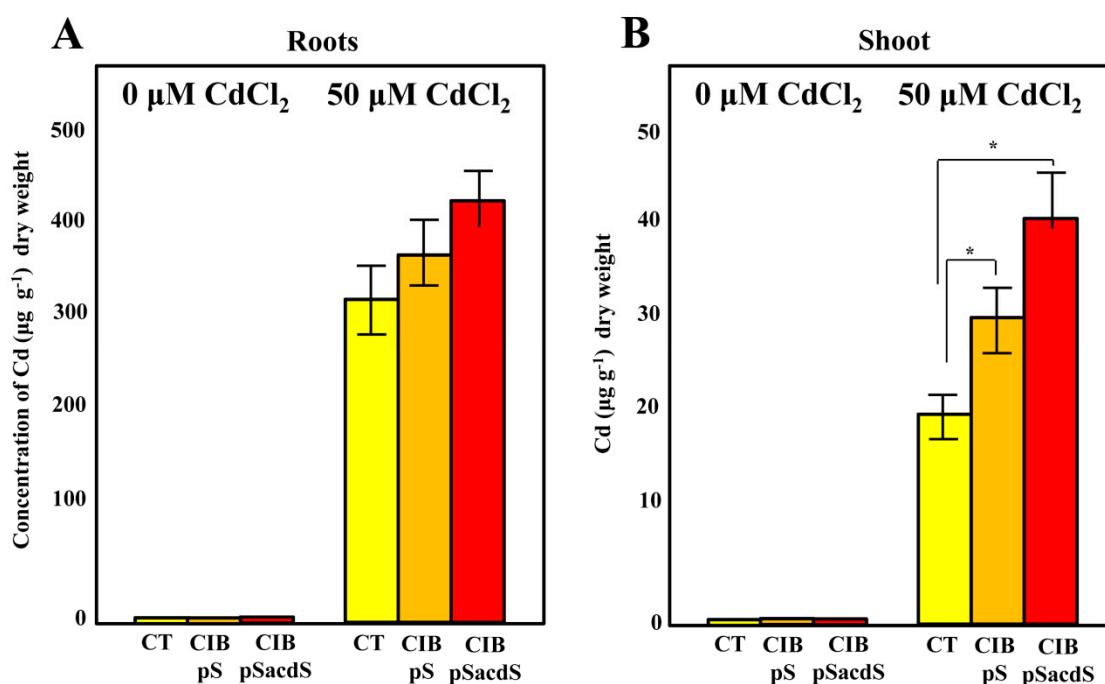 A
Roots
0 μM CdCl₂ 50 μM CdCl₂
Concentration of Cd (μg g⁻¹) dry weight
500
400
300
200
100
0
CT CIB CIB CT CIB CIB
pS pSacdS pS pSacdS
B
Shoot
0 μM CdCl₂ 50 μM CdCl₂
Cd (μg g⁻¹) dry weight
50
40
30
20
10
0
*
*
CT CIB CIB CT CIB CIB
pS pSacdS pS pSacdS